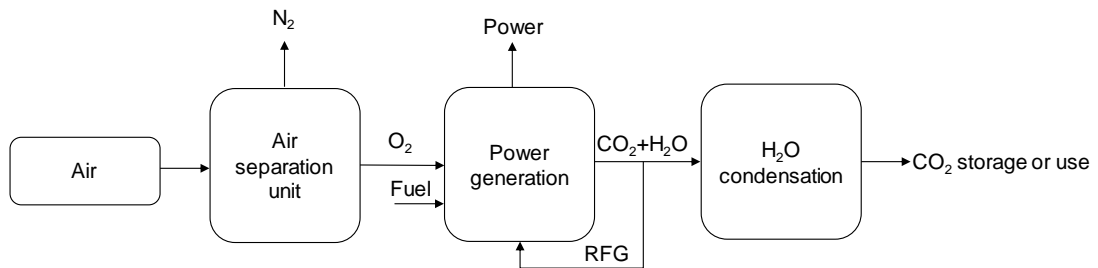 N₂
Power
Air
Air
separation
unit
O₂
Fuel
Power
generation
CO₂+H₂O
RFG
H₂O
condensation
CO₂ storage or use